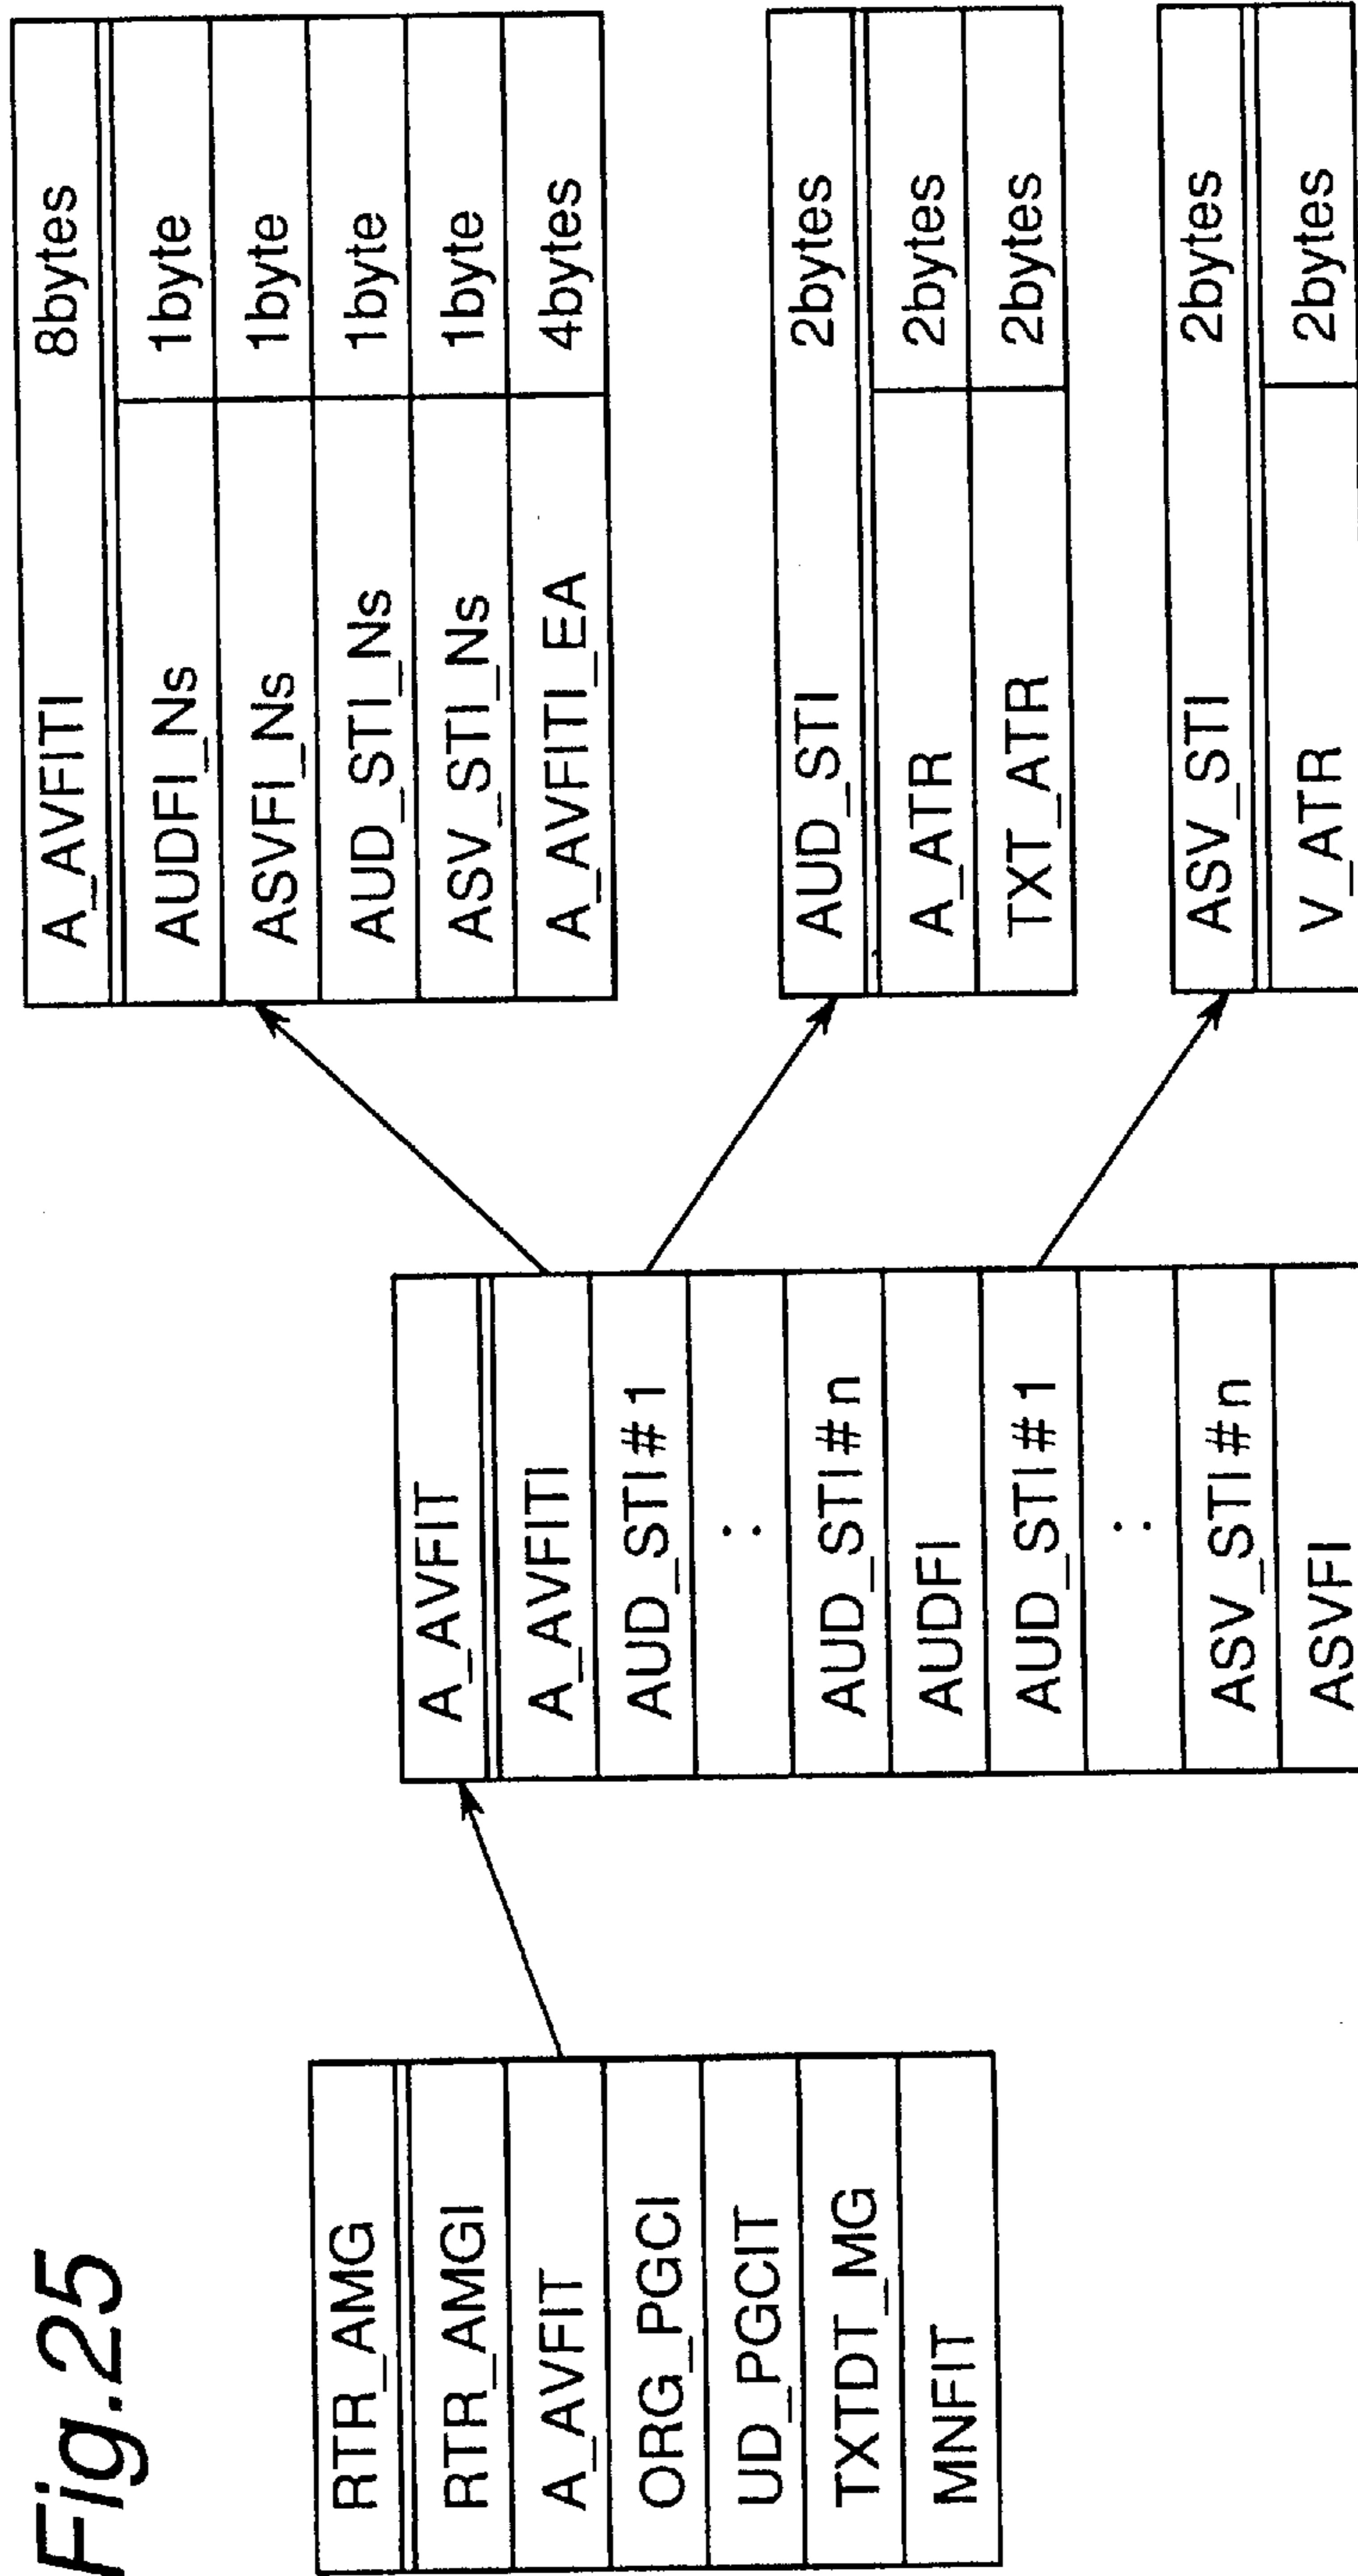 Fig.25
RTR_AMG
RTR_AMGI
A_AVFIT
ORG_PGCI
UD_PGCIT
TXTDT_MG
MNFIT
A_AVFIT
A_AVFITI
AUD_STI#1
:
AUD_STI#n
AUDFI
AUD_STI#1
:
ASV_STI#n
ASVFI
A_AVFITI 8bytes
AUDFI_Ns 1byte
ASVFI_Ns 1byte
AUD_STI_Ns 1byte
ASV_STI_Ns 1byte
A_AVFITI_EA 4bytes
AUD_STI 2bytes
A_ATR 2bytes
TXT_ATR 2bytes
ASV_STI 2bytes
V_ATR 2bytes